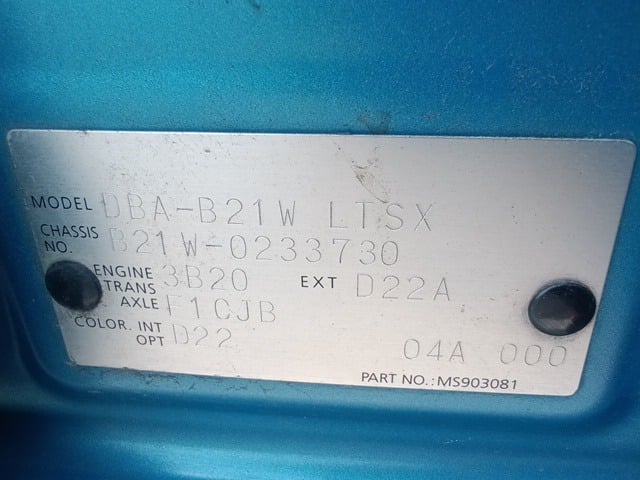 MODEL DBA-B21W LTSX
CHASSIS NO. B21W-0233730
ENGINE 3B20 EXT D22A
TRANS AXLE F1CJB
COLOR. INT OPT D22 04A 000
PART NO.: MS903081